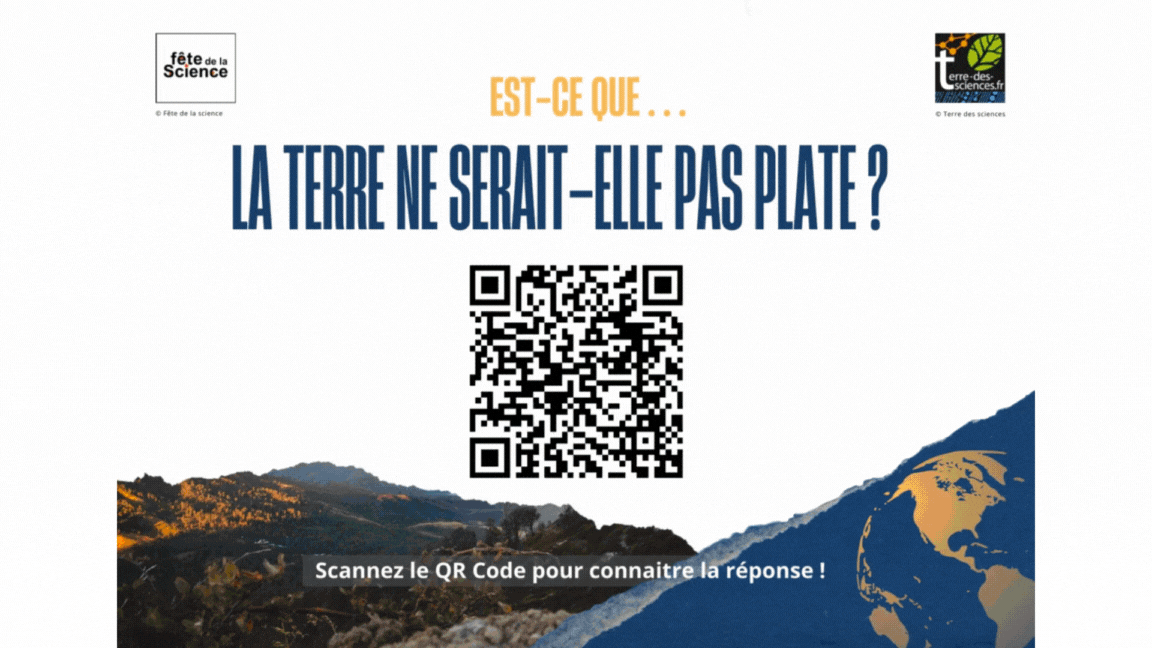 fête de la
Science
© Fête de la science
terre-des-
sciences.fr
© Terre des sciences
EST-CE QUE ...
LA TERRE NE SERAIT-ELLE PAS PLATE ?
Scannez le QR Code pour connaitre la réponse !